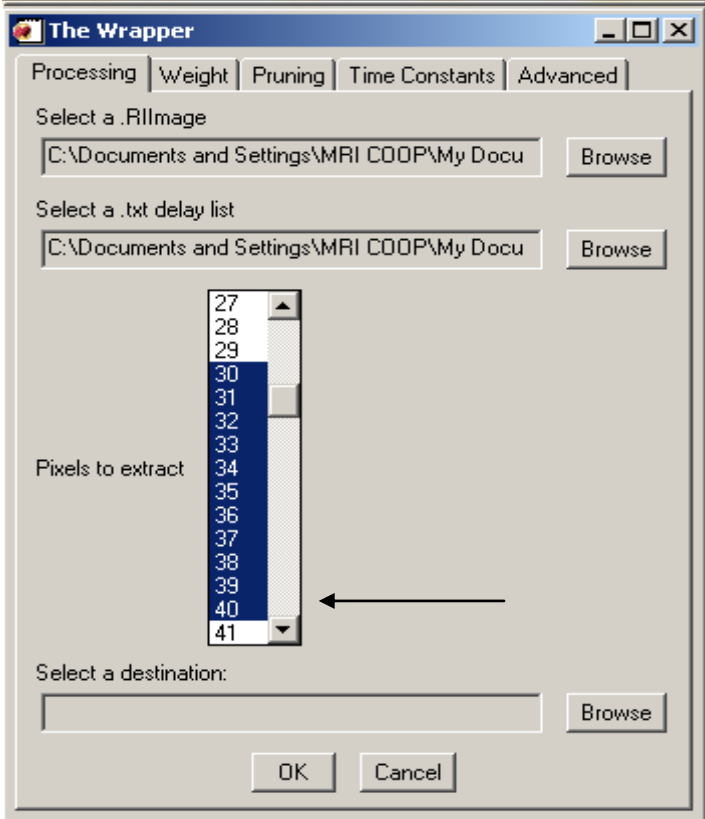 The Wrapper
Processing Weight Pruning Time Constants Advanced
Select a .RIImage
C:\Documents and Settings\MRI COOP\My Docu Browse
Select a .txt delay list
C:\Documents and Settings\MRI COOP\My Docu Browse
27
28
29
30
31
32
33
Pixels to extract 34
35
36
37
38
39
40
41
Select a destination:
Browse
OK Cancel